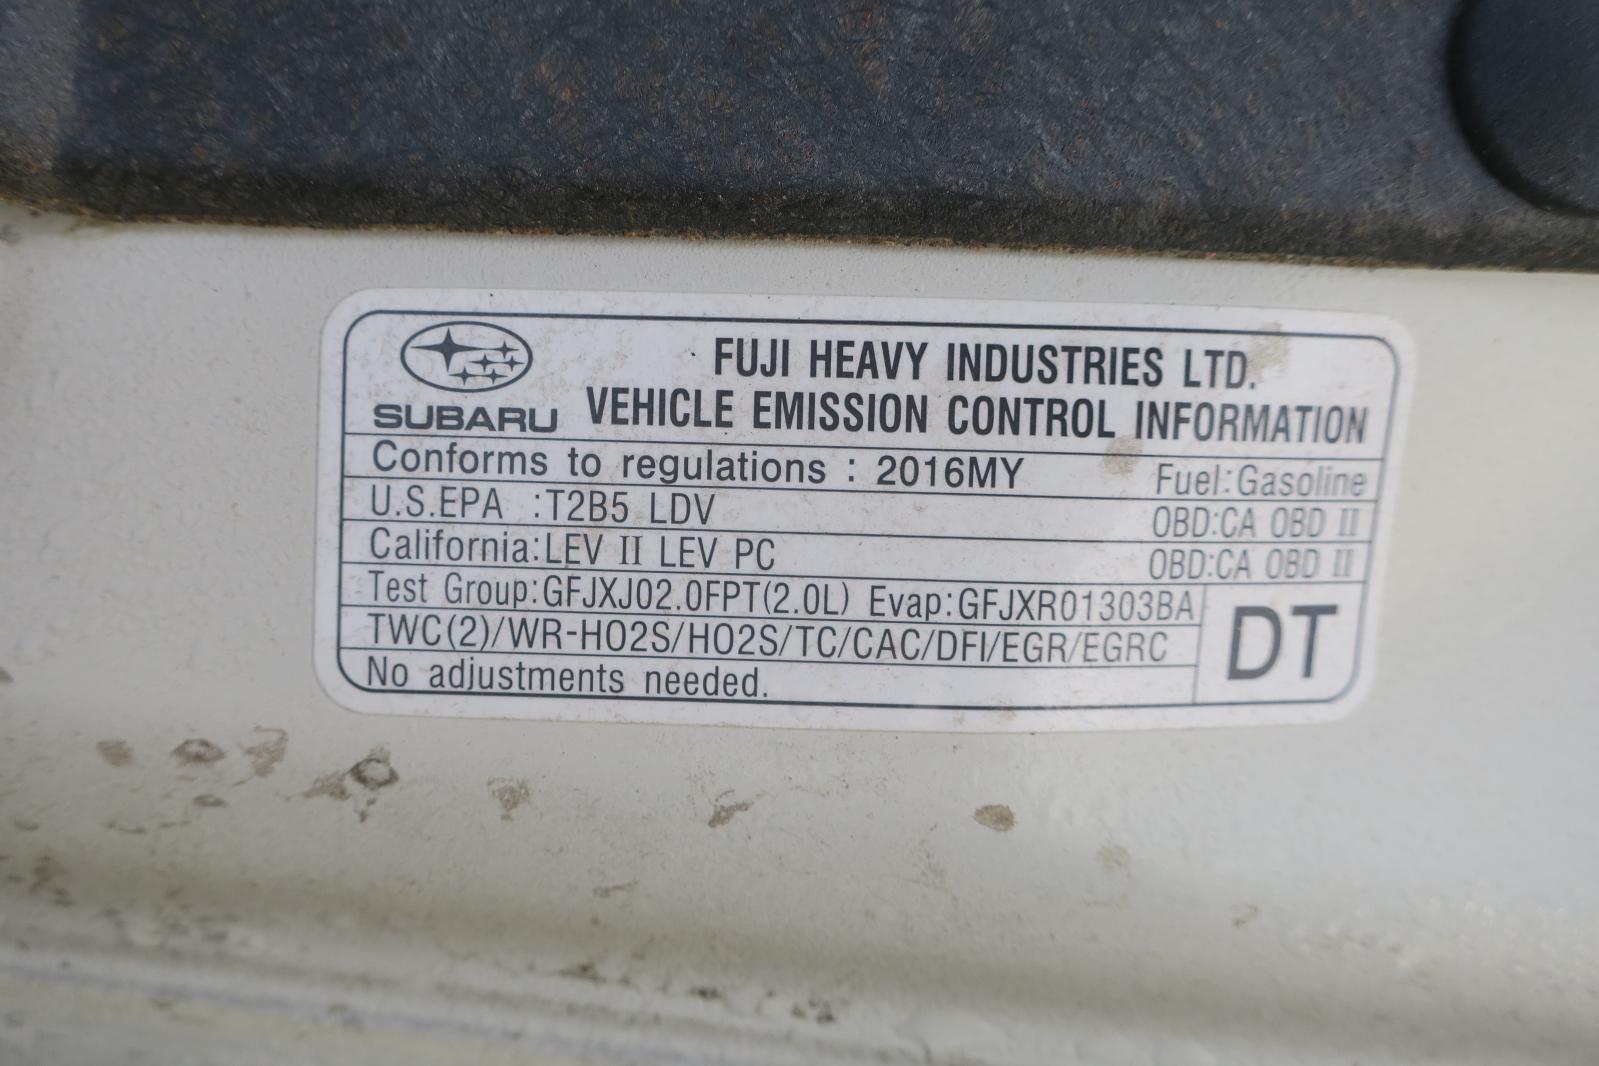 FUJI HEAVY INDUSTRIES LTD.
SUBARU VEHICLE EMISSION CONTROL INFORMATION
Conforms to regulations : 2016MY Fuel:Gasoline
U.S.EPA :T2B5 LDV OBD:CA OBD II
California:LEV II LEV PC OBD:CA OBD II
Test Group:GFJXJ02.0FPT(2.0L) Evap:GFJXR01303BA
TWC(2)/WR-HO2S/HO2S/TC/CAC/DFI/EGR/EGRC
DT
No adjustments needed.